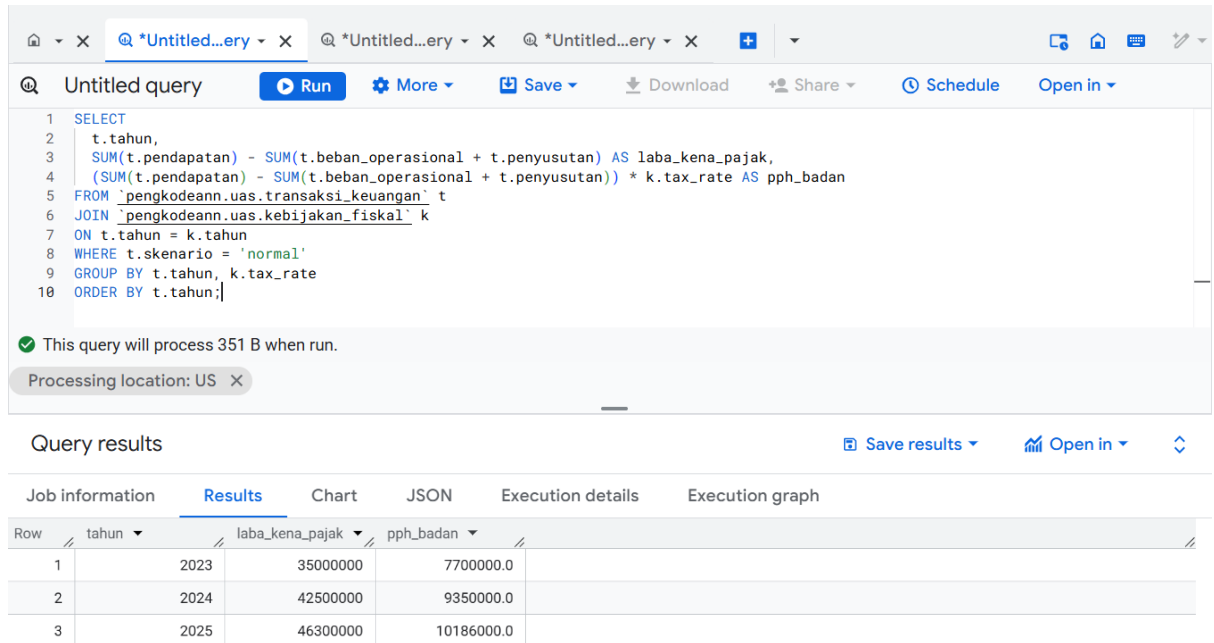 *Untitled...ery *Untitled...ery *Untitled...ery
Untitled query Run More Save Download Share Schedule Open in
1 SELECT
2 t.tahun,
3 SUM(t.pendapatan) - SUM(t.beban_operasional + t.penyusutan) AS laba_kena_pajak,
4 (SUM(t.pendapatan) - SUM(t.beban_operasional + t.penyusutan)) * k.tax_rate AS pph_badan
5 FROM `pengkodeann.uas.transaksi_keuangan` t
6 JOIN `pengkodeann.uas.kebijakan_fiskal` k
7 ON t.tahun = k.tahun
8 WHERE t.skenario = 'normal'
9 GROUP BY t.tahun, k.tax_rate
10 ORDER BY t.tahun;
This query will process 351 B when run.
Processing location: US
Query results Save results Open in
Job information Results Chart JSON Execution details Execution graph
Row tahun laba_kena_pajak pph_badan
1 2023 35000000 7700000.0
2 2024 42500000 9350000.0
3 2025 46300000 10186000.0